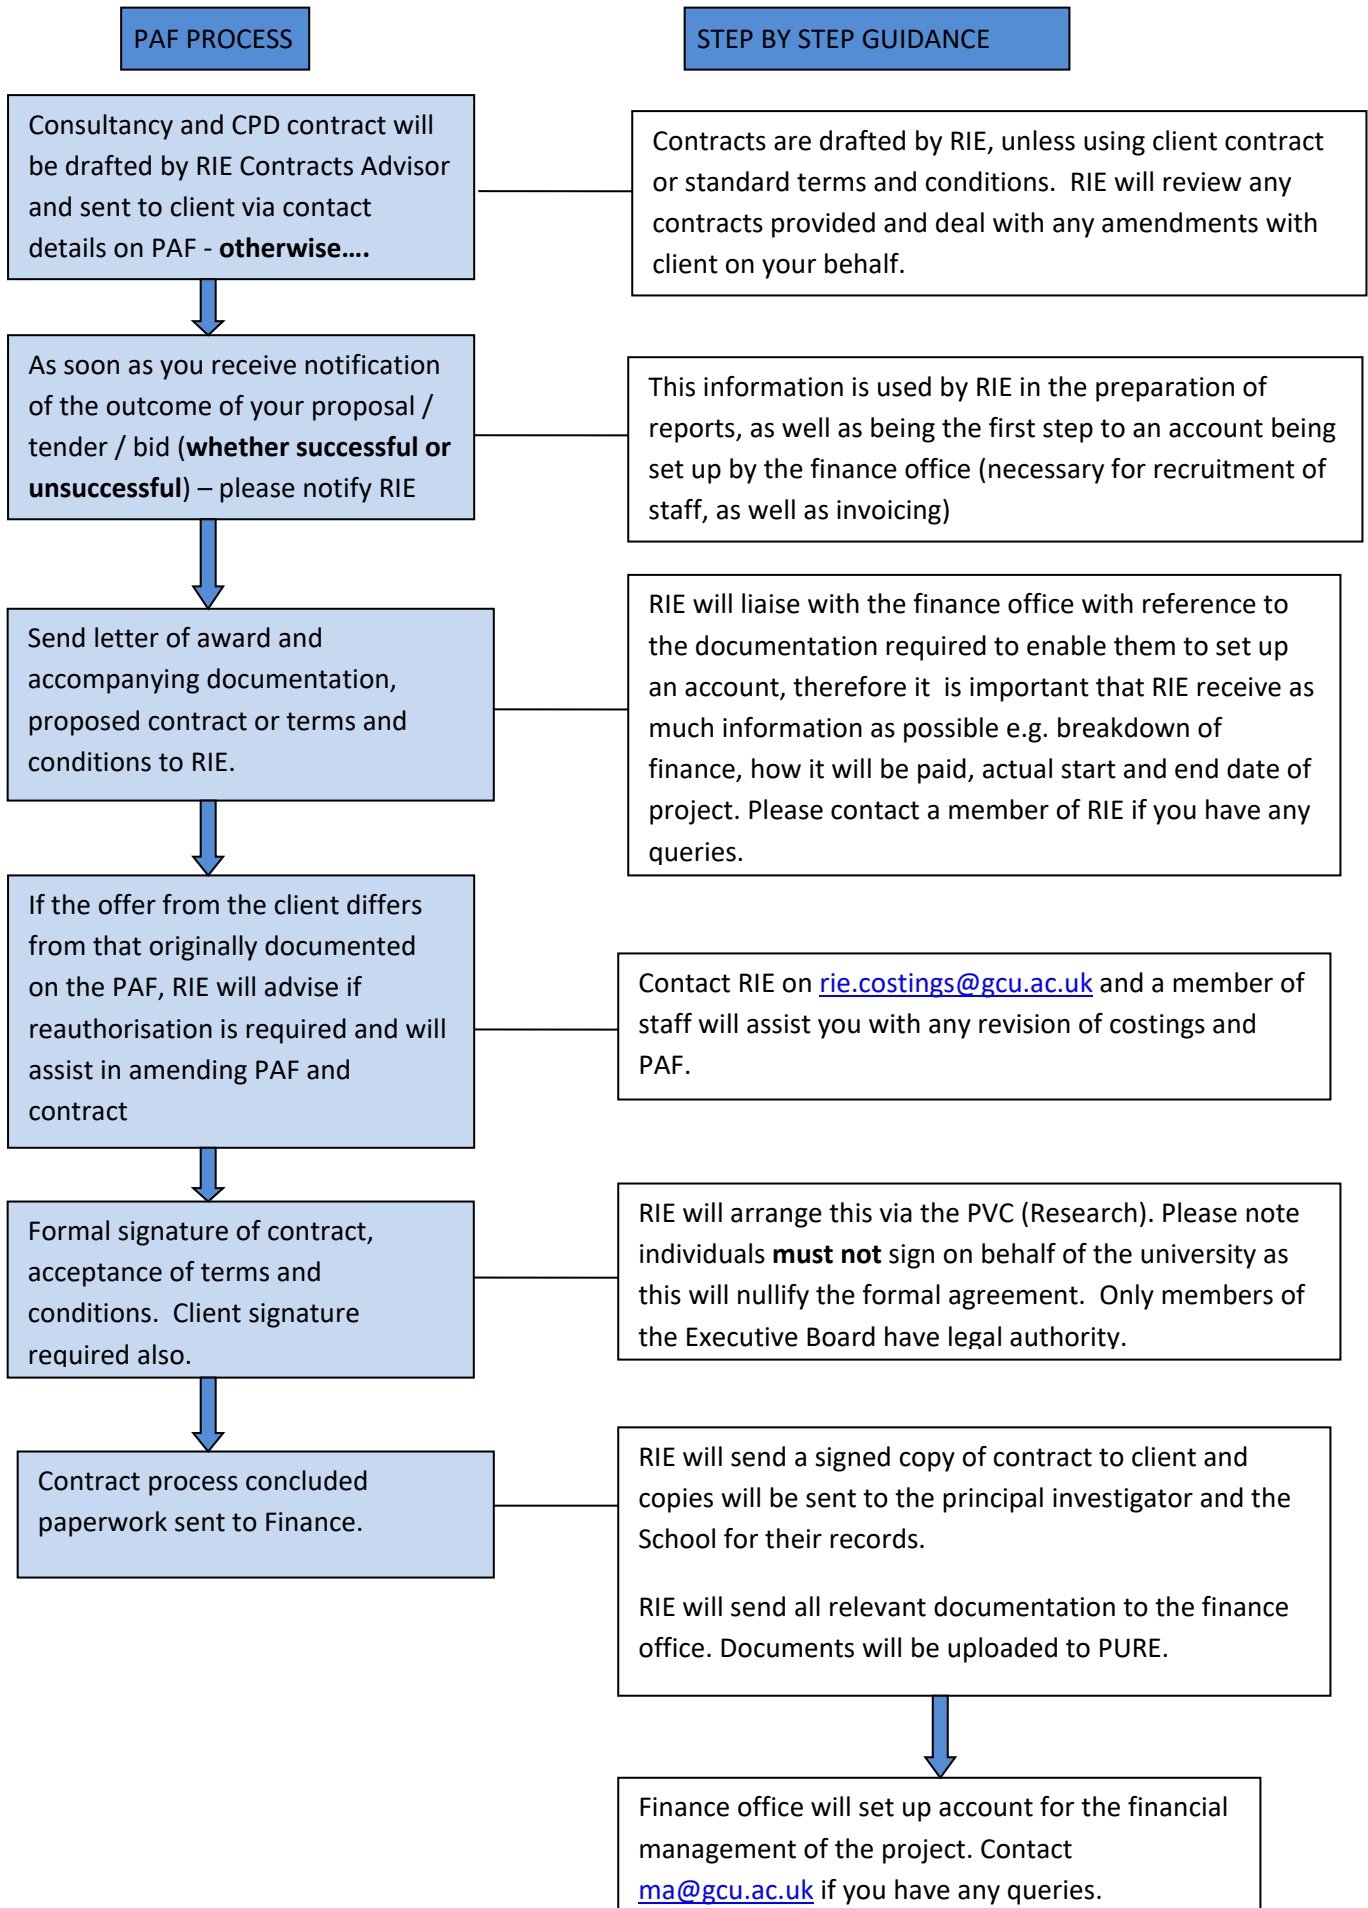 PAF PROCESS
STEP BY STEP GUIDANCE
Consultancy and CPD contract will
be drafted by RIE Contracts Advisor
and sent to client via contact
details on PAF - otherwise….
Contracts are drafted by RIE, unless using client contract
or standard terms and conditions.  RIE will review any
contracts provided and deal with any amendments with
client on your behalf.
As soon as you receive notification
of the outcome of your proposal /
tender / bid (whether successful or
unsuccessful) – please notify RIE
This information is used by RIE in the preparation of
reports, as well as being the first step to an account being
set up by the finance office (necessary for recruitment of
staff, as well as invoicing)
Send letter of award and
accompanying documentation,
proposed contract or terms and
conditions to RIE.
RIE will liaise with the finance office with reference to
the documentation required to enable them to set up
an account, therefore it  is important that RIE receive as
much information as possible e.g. breakdown of
finance, how it will be paid, actual start and end date of
project. Please contact a member of RIE if you have any
queries.
If the offer from the client differs
from that originally documented
on the PAF, RIE will advise if
reauthorisation is required and will
assist in amending PAF and
contract
Contact RIE on rie.costings@gcu.ac.uk and a member of
staff will assist you with any revision of costings and
PAF.
Formal signature of contract,
acceptance of terms and
conditions.  Client signature
required also.
RIE will arrange this via the PVC (Research). Please note
individuals must not sign on behalf of the university as
this will nullify the formal agreement.  Only members of
the Executive Board have legal authority.
Contract process concluded
paperwork sent to Finance.
RIE will send a signed copy of contract to client and
copies will be sent to the principal investigator and the
School for their records.
RIE will send all relevant documentation to the finance
office. Documents will be uploaded to PURE.
Finance office will set up account for the financial
management of the project. Contact
ma@gcu.ac.uk if you have any queries.